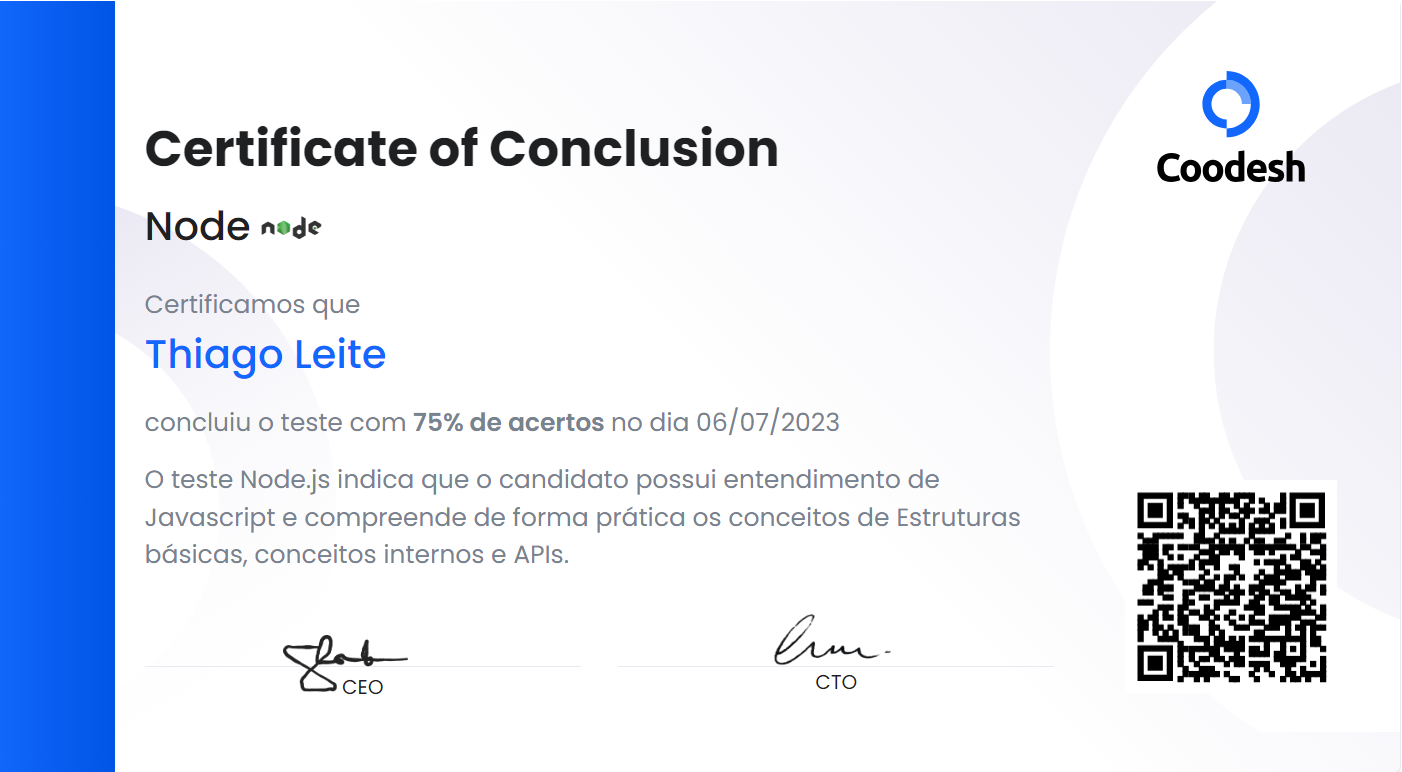 Certificate of Conclusion
Coodesh
Node node
Certificamos que
Thiago Leite
concluiu o teste com 75% de acertos no dia 06/07/2023
O teste Node.js indica que o candidato possui entendimento de
Javascript e compreende de forma prática os conceitos de Estruturas
básicas, conceitos internos e APIs.
CEO
CTO